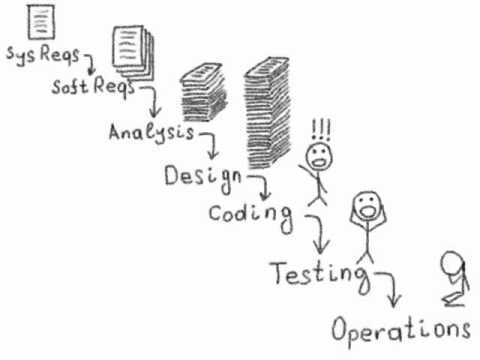 Sys Reqs
Soft Reqs
Analysis
!!!
Design
Coding
Testing
Operations